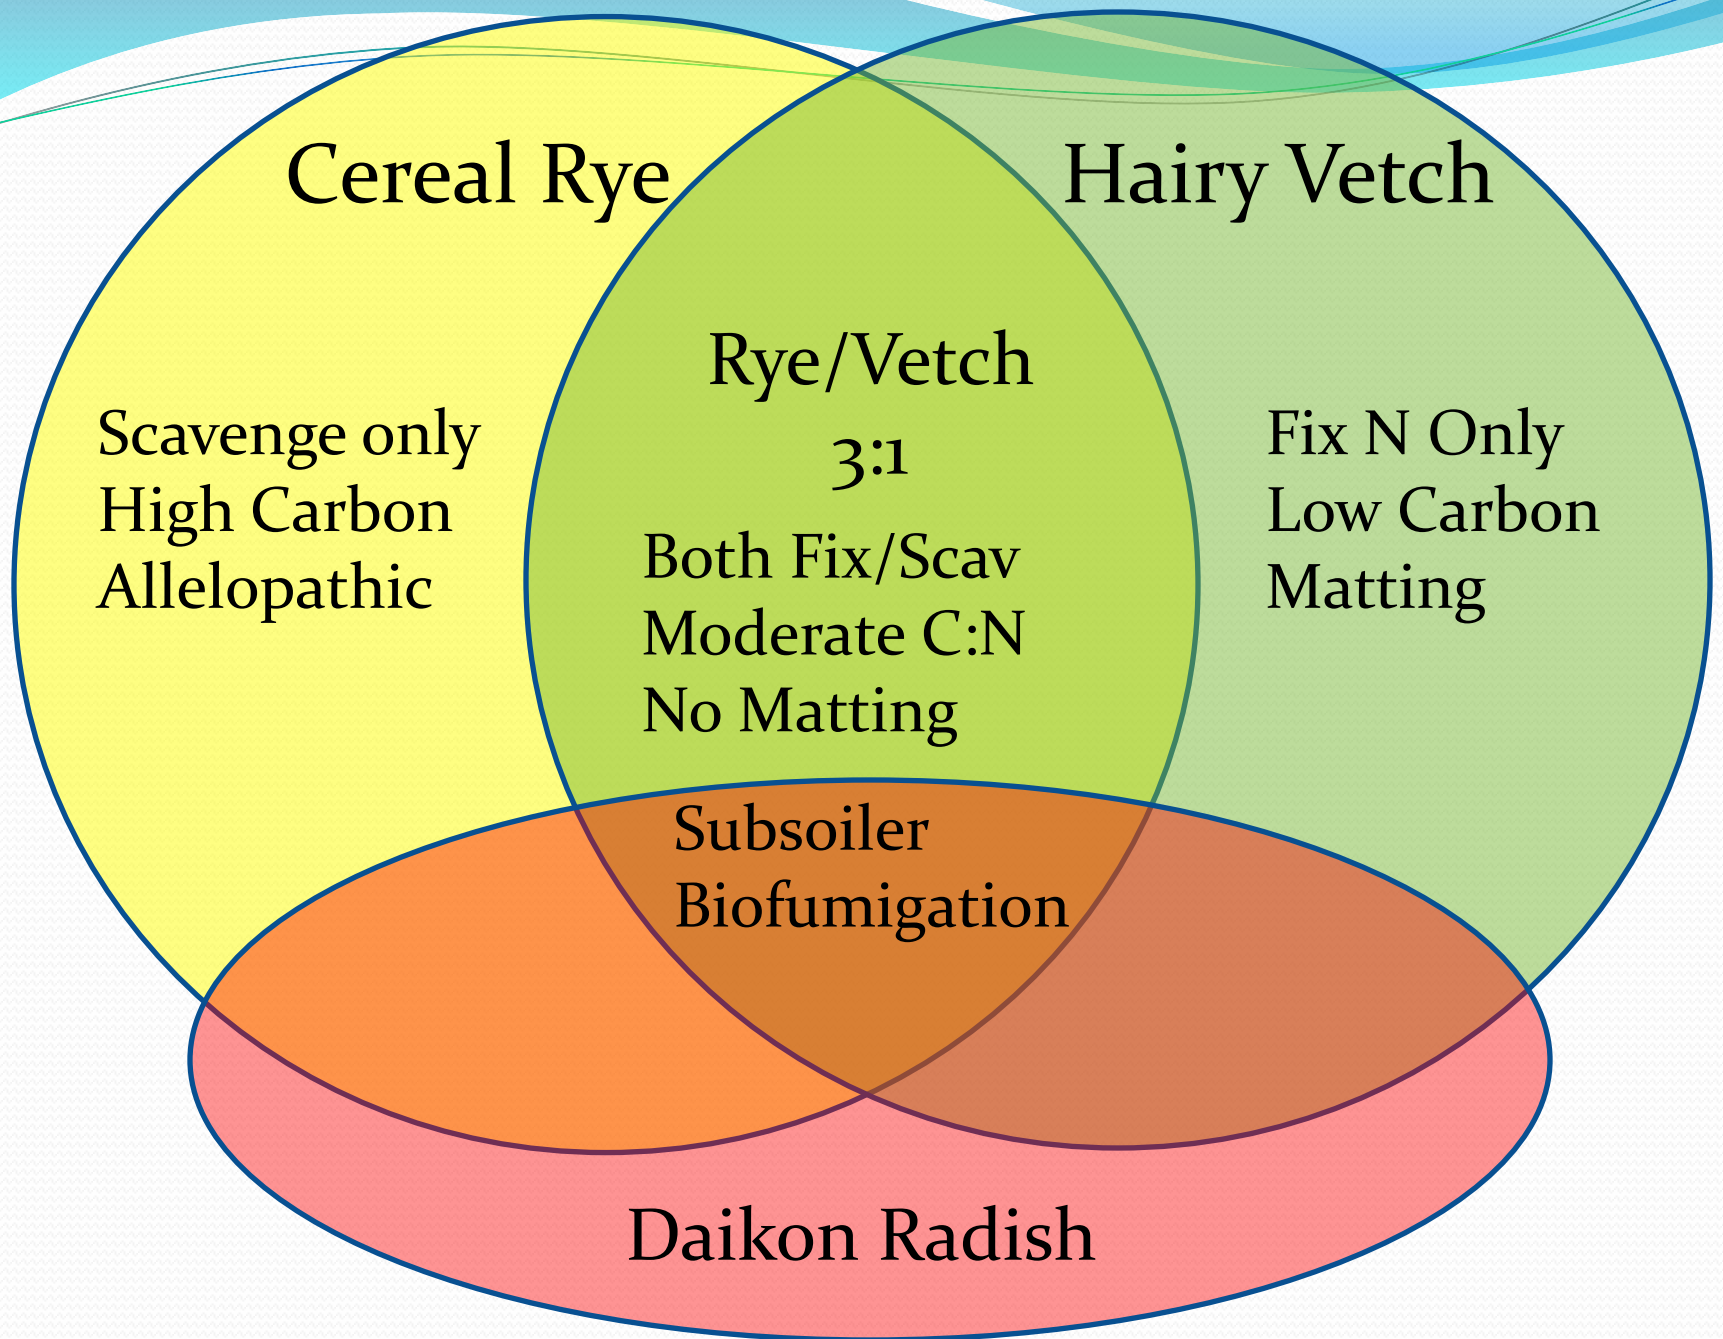 Cereal Rye
Hairy Vetch
Rye/Vetch
3:1
Scavenge only
High Carbon
Allelopathic
Both Fix/Scav
Moderate C:N
No Matting
Fix N Only
Low Carbon
Matting
Subsoiler
Biofumigation
Daikon Radish